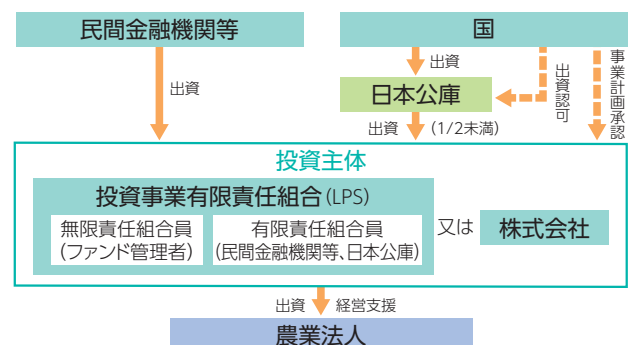 民間金融機関等
国
出資
出資
出資認可
事業計画承認
日本公庫
出資
(1/2未満)
投資主体
投資事業有限責任組合(LPS)
無限責任組合員
(ファンド管理者)
有限責任組合員
(民間金融機関等、日本公庫)
又は
株式会社
出資
経営支援
農業法人